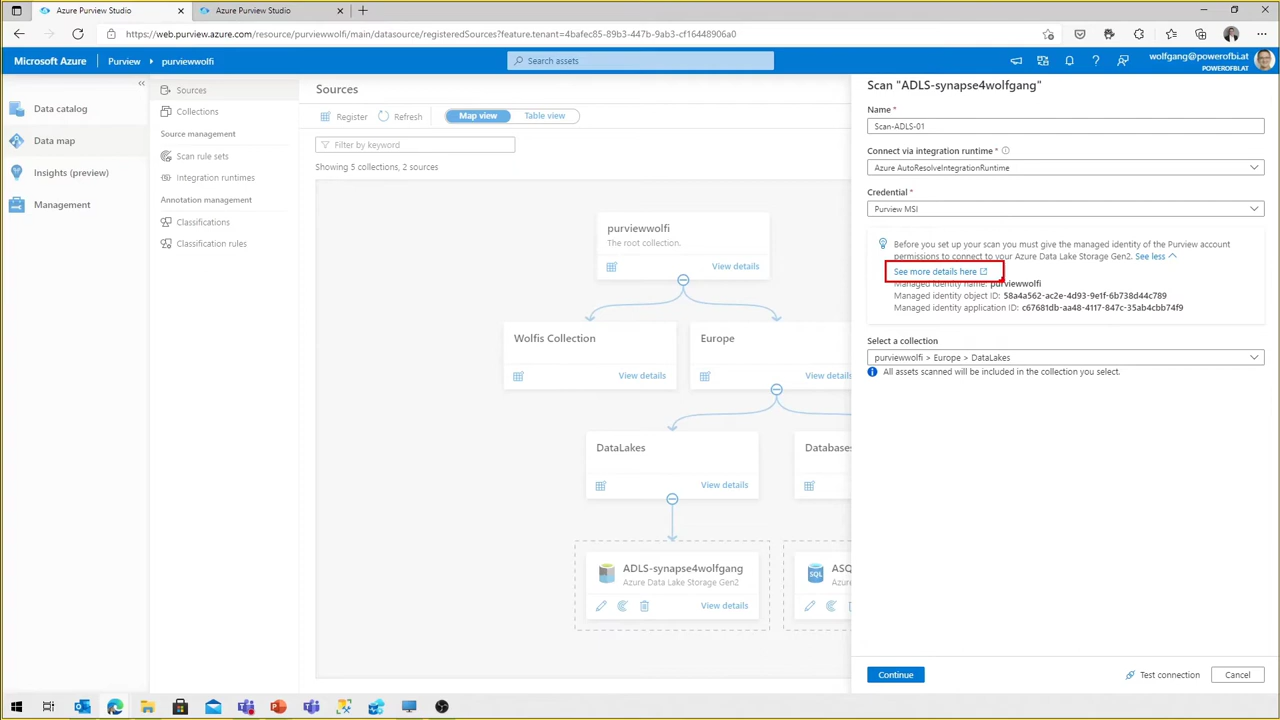 Azure Purview Studio
Azure Purview Studio
https://web.purview.azure.com/resource/purviewwolfi/main/datasource/registeredSources?feature.tenant=4bafec85-89b3-447b-9ab3-cf16448906a0
Microsoft Azure
Purview
purviewwolfi
Search assets
wolfgang@powerofbi.at
POWEROFBI.AT
Data catalog
Data map
Insights (preview)
Management
Sources
Collections
Source management
Scan rule sets
Integration runtimes
Annotation management
Classifications
Classification rules
Sources
Register
Refresh
Map view
Table view
Filter by keyword
Showing 5 collections, 2 sources
purviewwolfi
The root collection.
View details
Wolfis Collection
View details
Europe
View details
DataLakes
View details
Databases
ADLS-synapse4wolfgang
Azure Data Lake Storage Gen2
View details
SQL
ASQ
Azure
Scan "ADLS-synapse4wolfgang"
Name *
Scan-ADLS-01
Connect via integration runtime *
Azure AutoResolveIntegrationRuntime
Credential *
Purview MSI
Before you set up your scan you must give the managed identity of the Purview account
permissions to connect to your Azure Data Lake Storage Gen2. See less
See more details here
Managed identity name: purviewwolfi
Managed identity object ID: 58a4a562-ac2e-4d93-9e1f-6b738d44c789
Managed identity application ID: c67681db-aa48-4117-847c-35ab4cbb74f9
Select a collection
purviewwolfi > Europe > DataLakes
All assets scanned will be included in the collection you select.
Continue
Test connection
Cancel